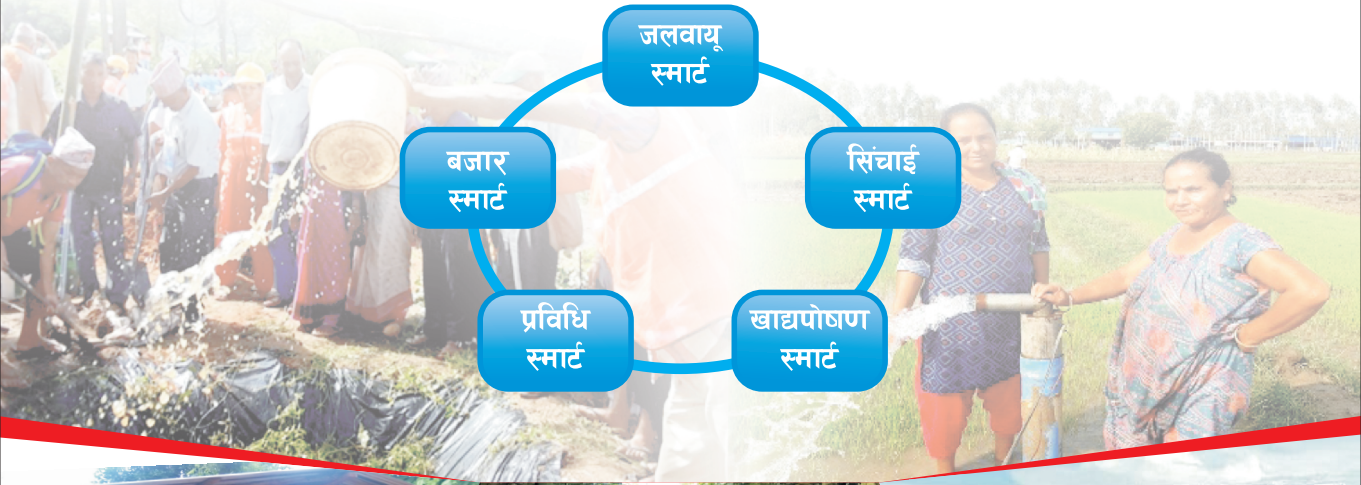 जलवायू
स्मार्ट
सिंचाई
स्मार्ट
खाद्यपोषण
स्मार्ट
प्रविधि
स्मार्ट
बजार
स्मार्ट